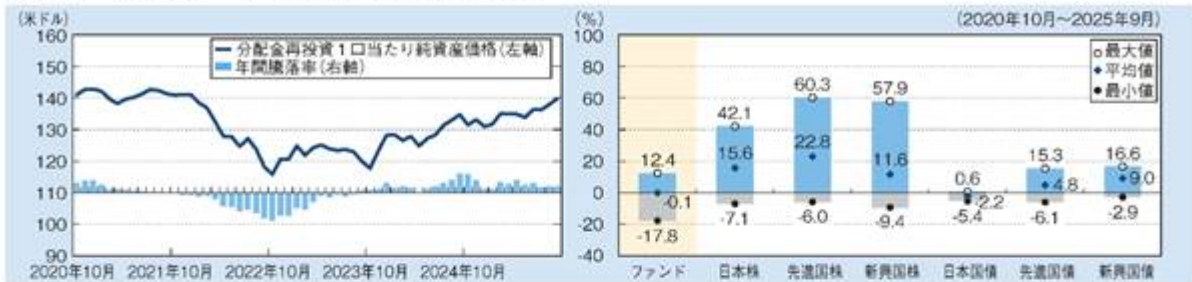 (米ドル)
160
150
140
130
120
110
100
90
分配金再投資1口当たり純資産価格(左軸)
年間騰落率(右軸)
2020年10月 2021年10月 2022年10月 2023年10月 2024年10月
(%)
100
80
60
40
20
0
-20
-40
(2020年10月~2025年9月)
最大値
平均値
最小値
12.4 42.1 60.3 57.9 0.6 15.3 16.6
-0.1 15.6 22.8 11.6 -2.2 4.8 9.0
-17.8 -7.1 -6.0 -9.4 -5.4 -6.1 -2.9
ファンド 日本株 先進国株 新興国株 日本国債 先進国債 新興国債